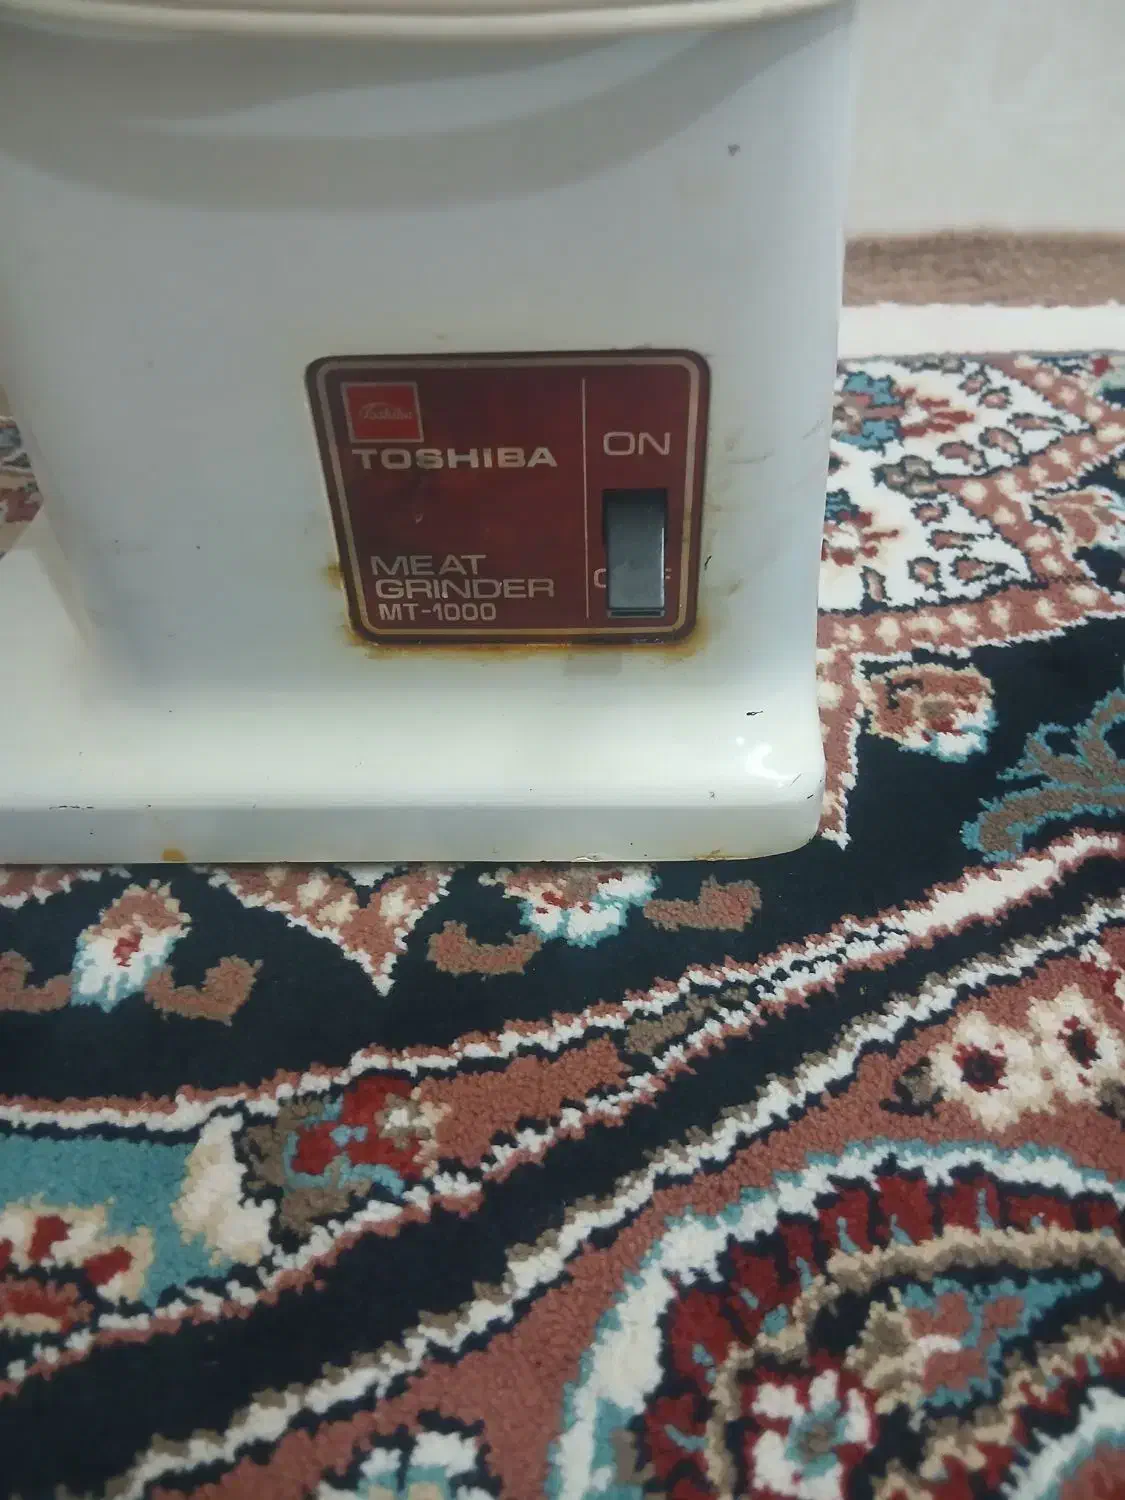 Toshiba
TOSHIBA
ON
MEAT
GRINDER
MT-1000